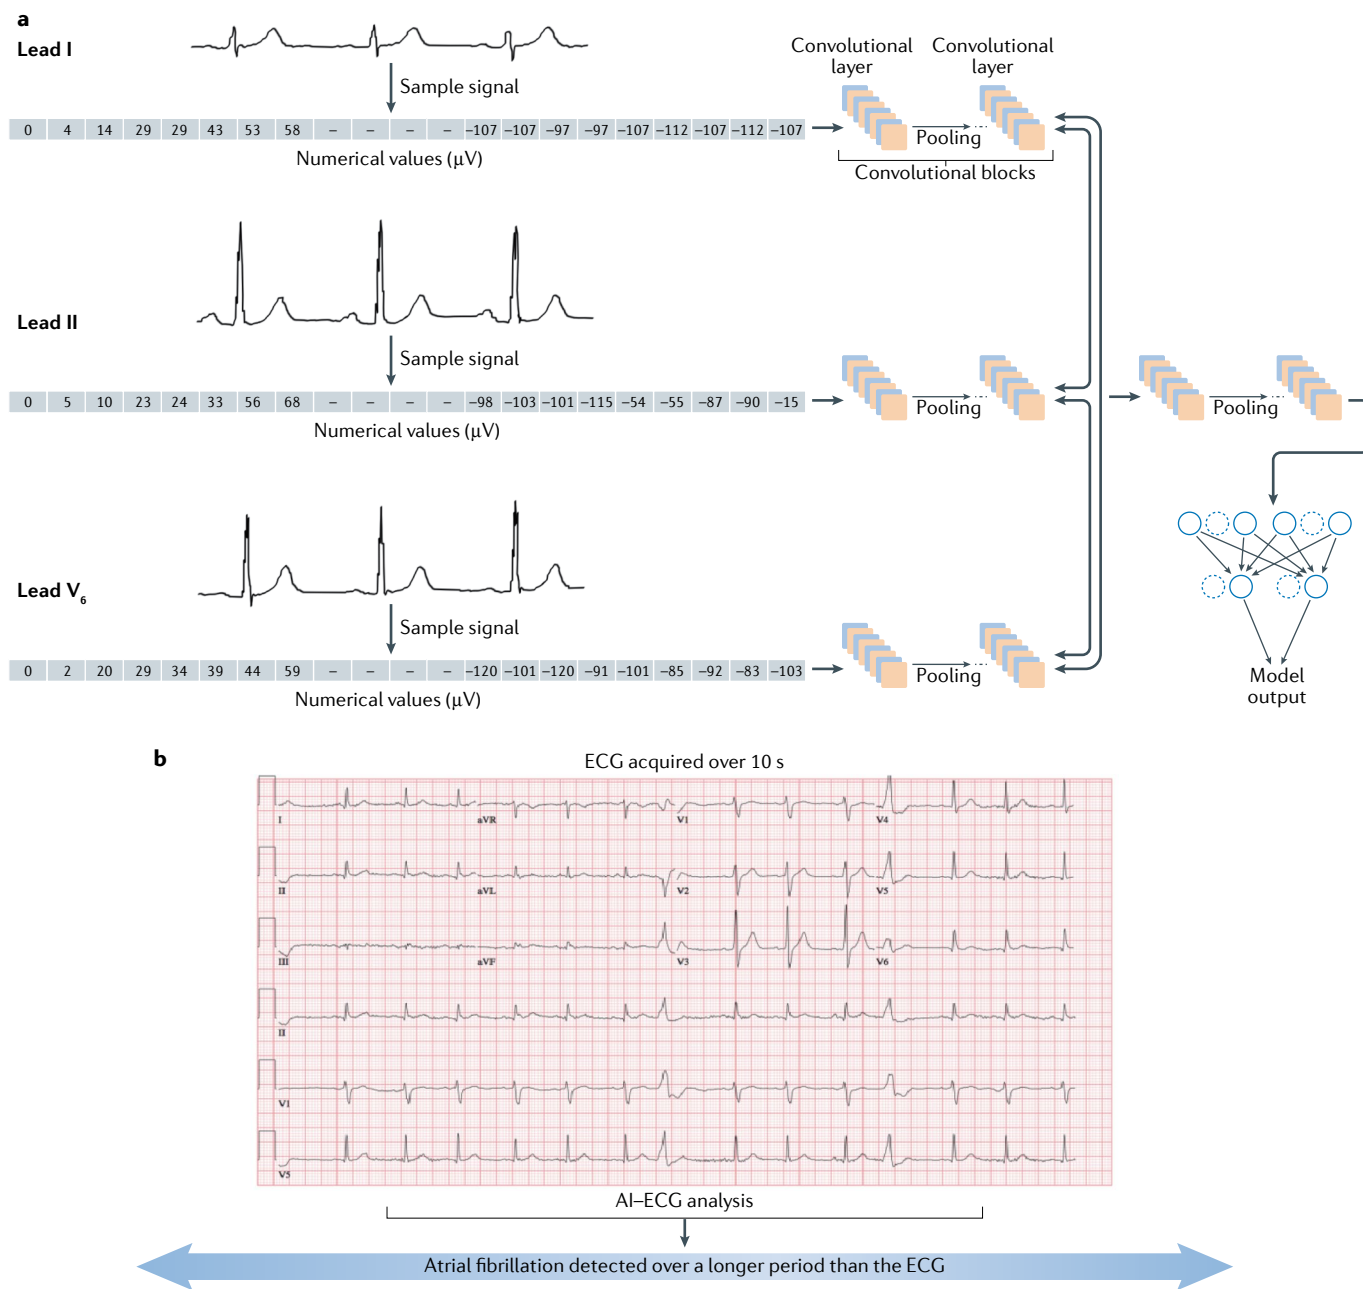 a
Lead I
Sample signal
Convolutional layer
Convolutional layer
0 4 14 29 29 43 53 58 – – – – –107 –107 –97 –97 –107 –112 –107 –112 –107
Numerical values (μV)
Pooling
Convolutional blocks
Lead II
Sample signal
0 5 10 23 24 33 56 68 – – – – –98 –103 –101 –115 –54 –55 –87 –90 –15
Numerical values (μV)
Pooling
Pooling
Lead V6
Sample signal
0 2 20 29 34 39 44 59 – – – – –120 –101 –120 –91 –101 –85 –92 –83 –103
Numerical values (μV)
Pooling
Model
output
b
ECG acquired over 10 s
I aVR V1 V4
II aVL V2 V5
III aVF V3 V6
II
V1
V5
AI–ECG analysis
Atrial fibrillation detected over a longer period than the ECG